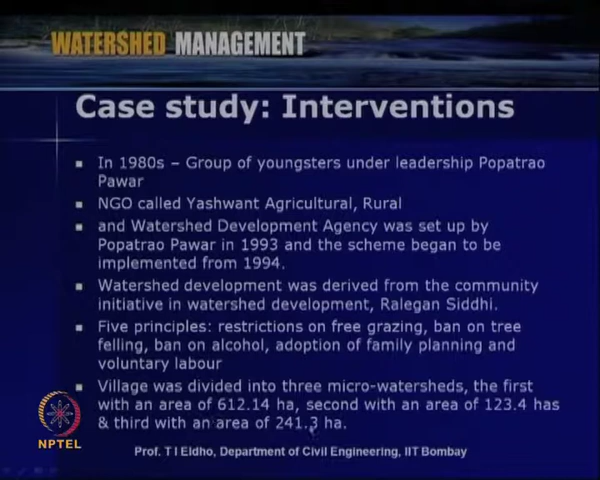 WATERSHED MANAGEMENT
Case study: Interventions
In 1980s – Group of youngsters under leadership Popatrao
Pawar
NGO called Yashwant Agricultural, Rural
and Watershed Development Agency was set up by
Popatrao Pawar in 1993 and the scheme began to be
implemented from 1994.
Watershed development was derived from the community
initiative in watershed development, Ralegan Siddhi.
Five principles: restrictions on free grazing, ban on tree
felling, ban on alcohol, adoption of family planning and
voluntary labour
Village was divided into three micro-watersheds, the first
with an area of 612.14 ha, second with an area of 123.4 has
& third with an area of 241.3 ha.
NPTEL
Prof. T I Eldho, Department of Civil Engineering, IIT Bombay